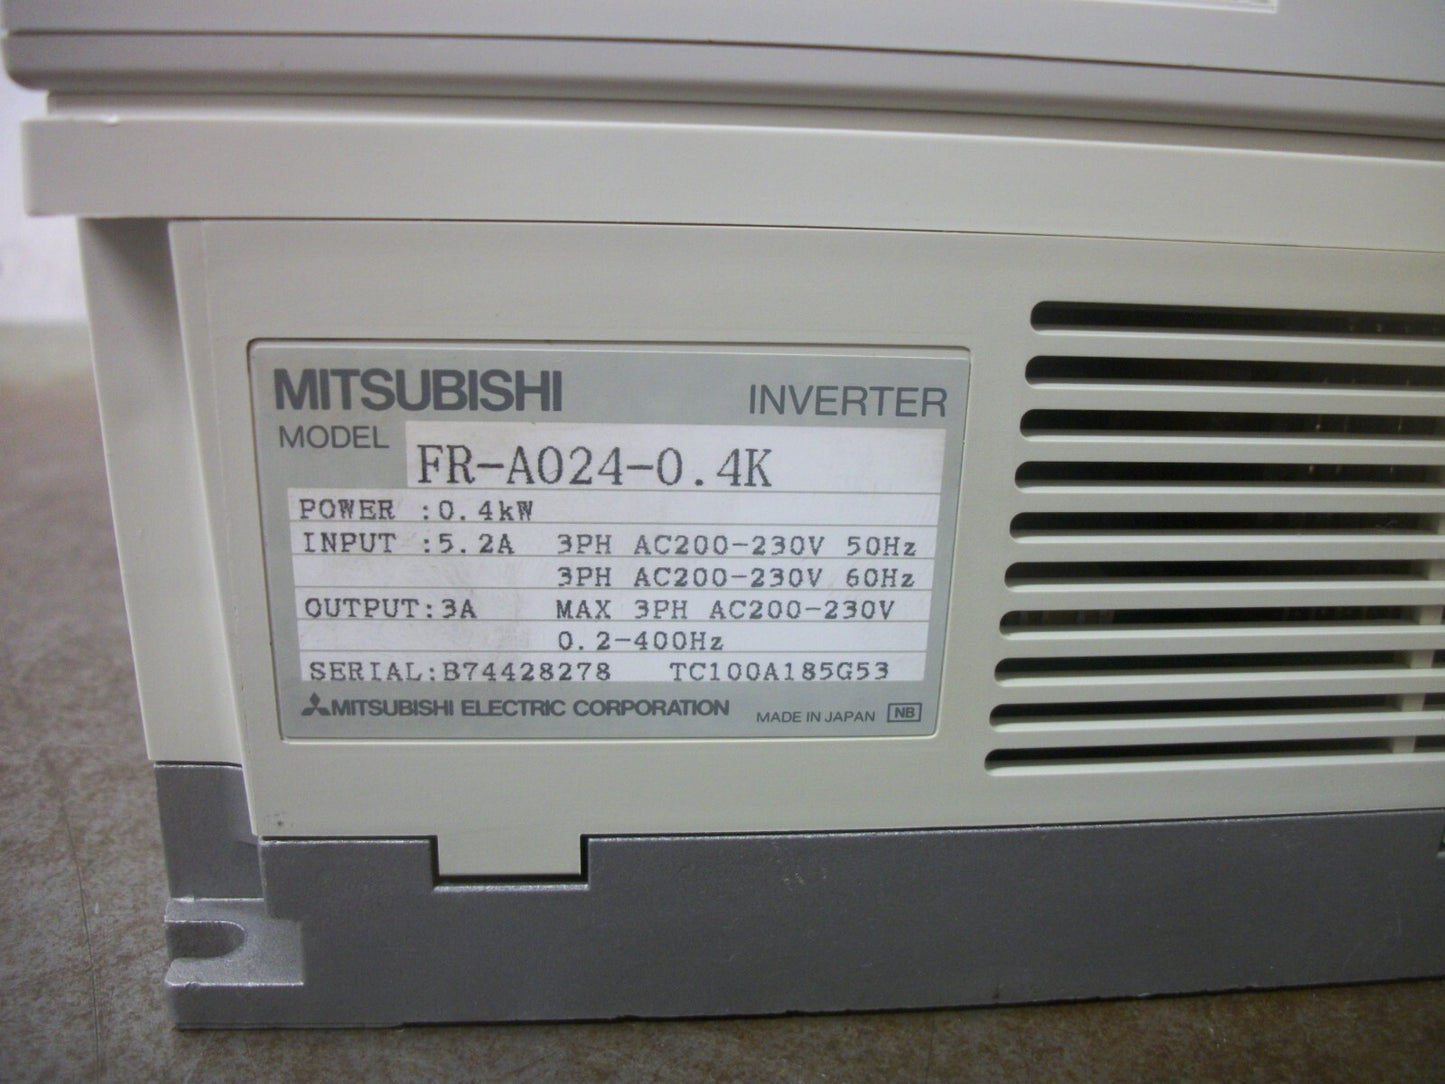 MITSUBISHI INVERTER
MODEL FR-A024-0.4K
POWER :0.4kW
INPUT :5.2A 3PH AC200-230V 50Hz
3PH AC200-230V 60Hz
OUTPUT:3A MAX 3PH AC200-230V
0.2-400Hz
SERIAL:B74428278 TC100A185G53
MITSUBISHI ELECTRIC CORPORATION MADE IN JAPAN NB